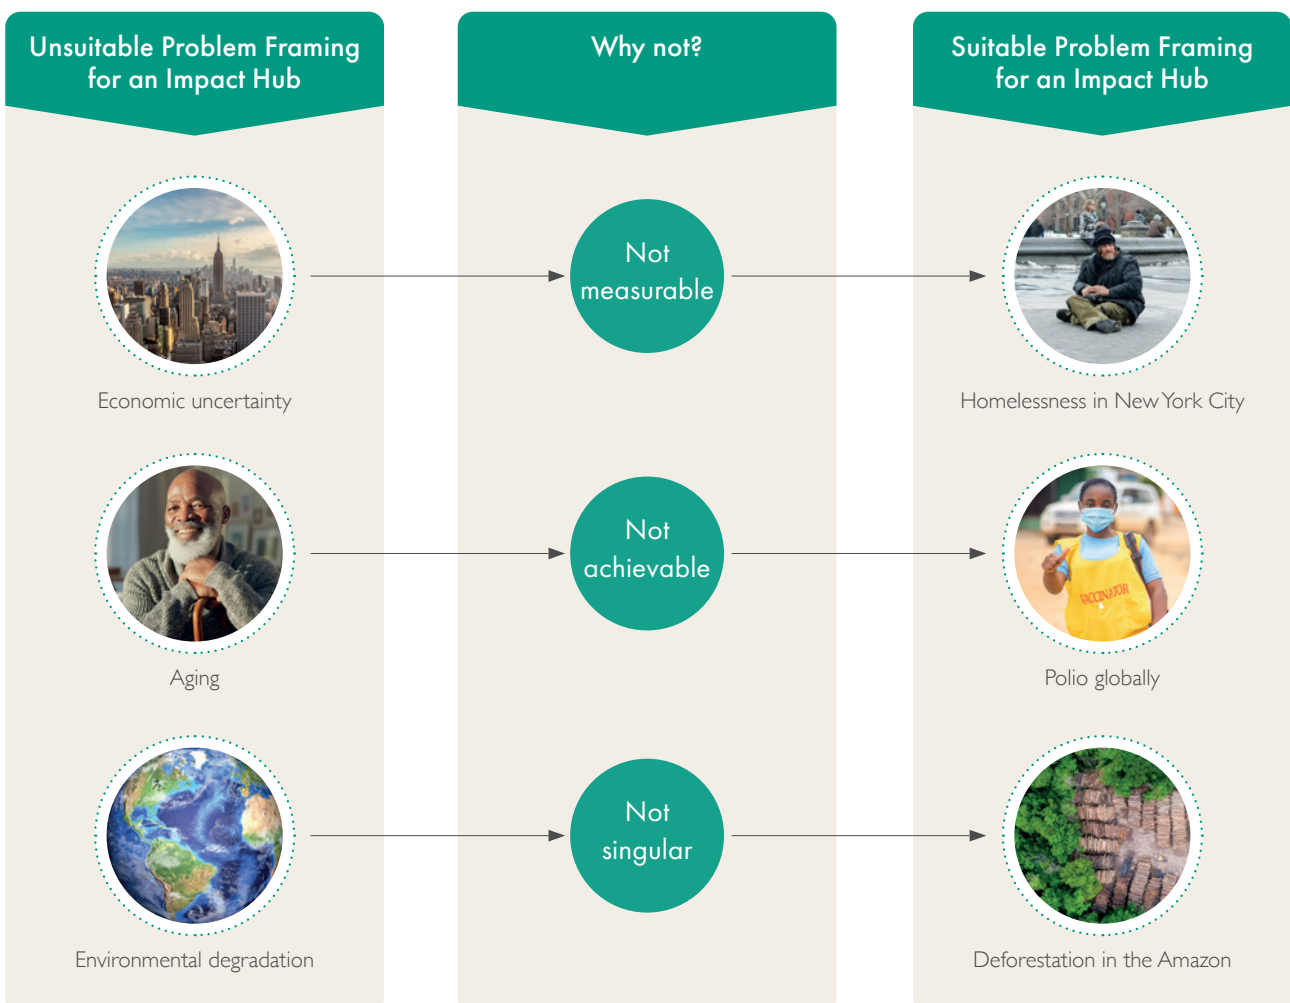 Unsuitable Problem Framing
for an Impact Hub
Why not?
Suitable Problem Framing
for an Impact Hub
Not
measurable
Economic uncertainty
Homelessness in New York City
Not
achievable
VACCINATOR
Aging
Polio globally
Not
singular
Environmental degradation
Deforestation in the Amazon